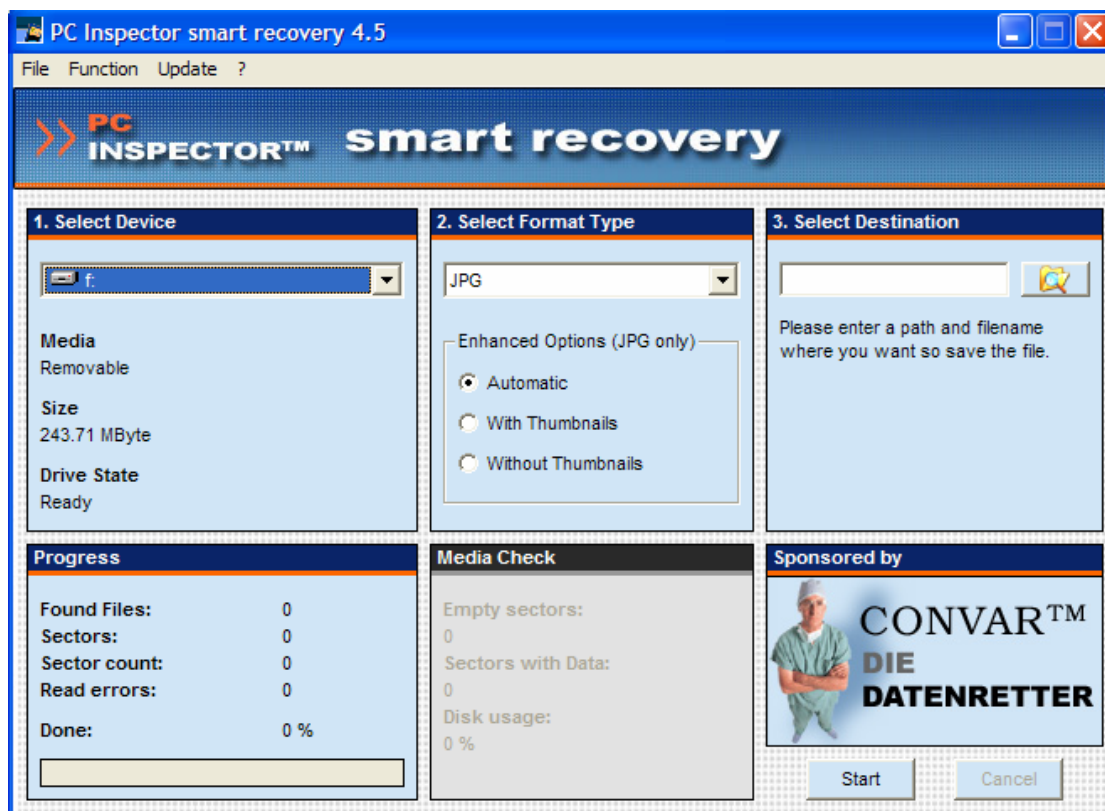 PC Inspector smart recovery 4.5
File Function Update ?
PC
INSPECTOR™ smart recovery
1. Select Device
f:
Media
Removable
Size
243.71 MByte
Drive State
Ready
2. Select Format Type
JPG
Enhanced Options (JPG only)
Automatic
With Thumbnails
Without Thumbnails
3. Select Destination
Please enter a path and filename
where you want so save the file.
Progress
Found Files: 0
Sectors: 0
Sector count: 0
Read errors: 0
Done: 0 %
Media Check
Empty sectors:
0
Sectors with Data:
0
Disk usage:
0 %
Sponsored by
CONVAR™
DIE
DATENRETTER
Start Cancel